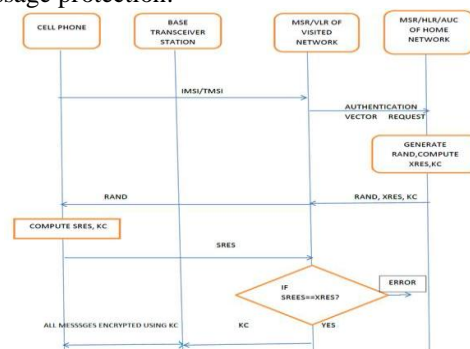 ssage protection.
CELL PHONE
BASE
TRANSCEIVER
STATION
MSR/VLR OF
VISITED NETWORK
MSR/HLR/AUC
OF HOME
NETWORK
IMSI/TMSI
AUTHENTICATION
VECTOR REQUEST
GENERATE
RAND,COMPUTE
XRES,KC
RAND
RAND, XRES, KC
COMPUTE SRES, KC
SRES
IF
SREES==XRES?
ERROR
ALL MESSSGES ENCRYPTED USING KC
KC
YES